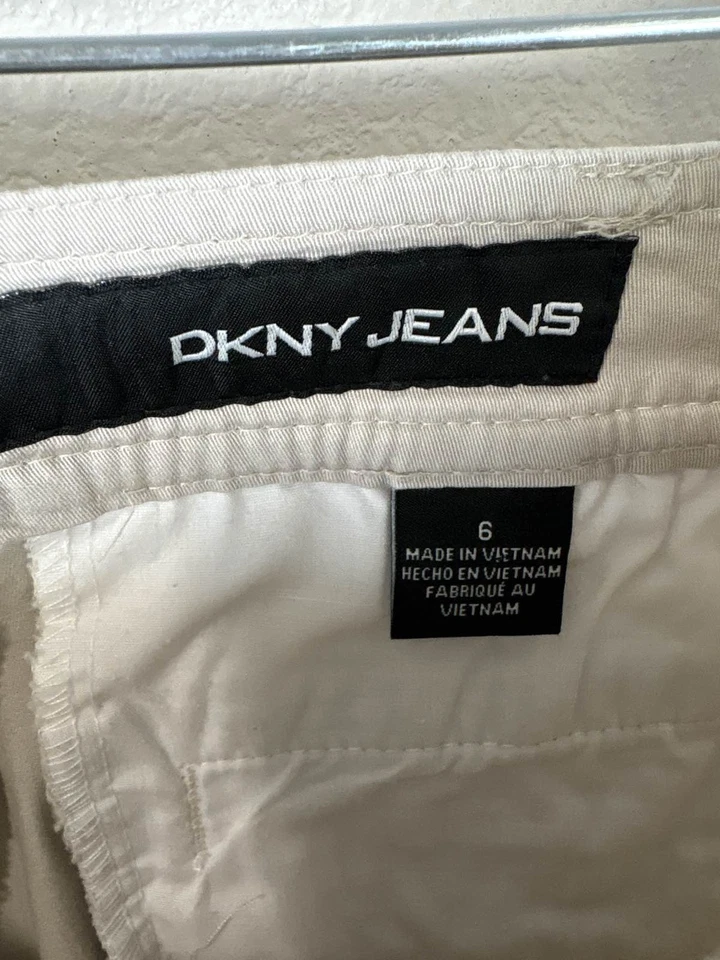 DKNY JEANS
6
MADE IN VIETNAM
HECHO EN VIETNAM
FABRIQUÉ AU
VIETNAM